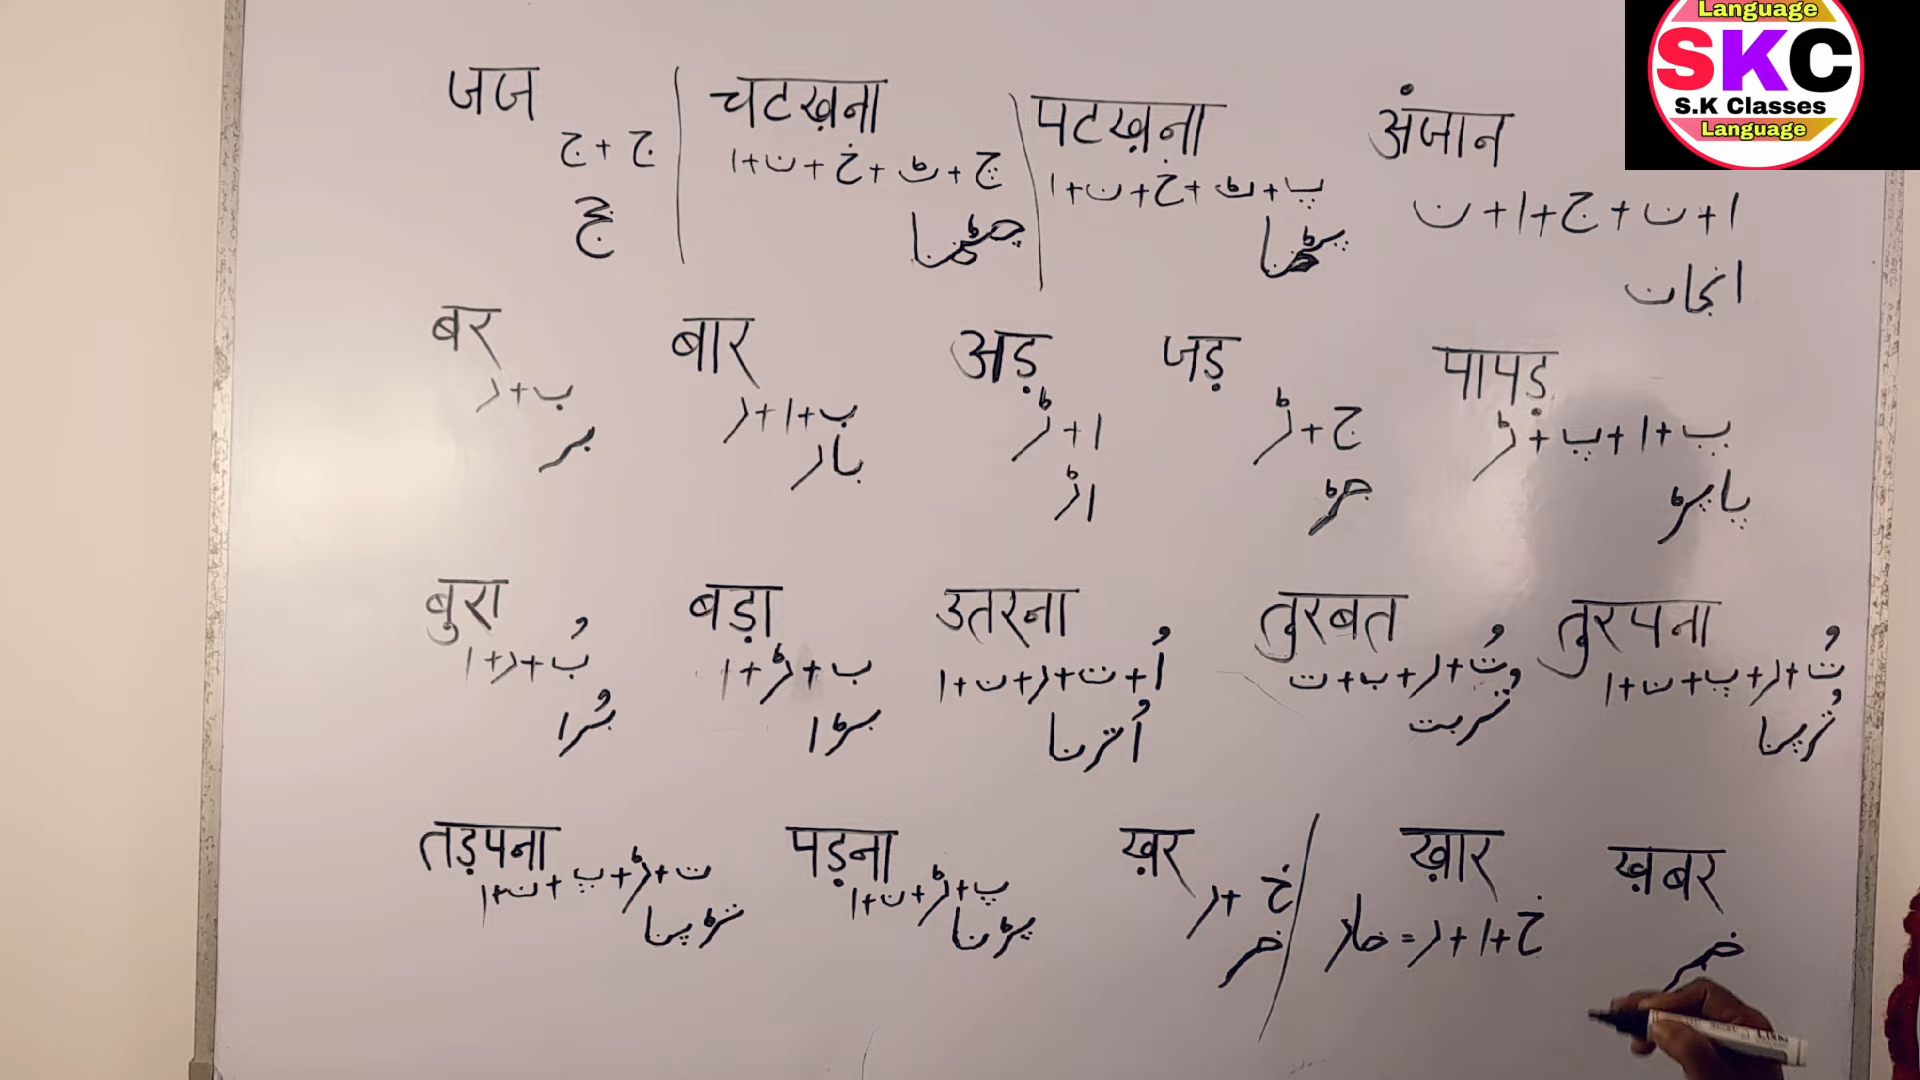 Language
SKC
S.K Classes
Language
जज | चटख़ना | पटख़ना अंजान
ج + ج
چ + ٹ + خ + ن + ا
پ + ٹ + خ + ن + ا
ا + ن + ج + ا + ن
جج
چٹخنا
پٹخنا
انجان
बर बार अड़ जड़ पापड़
ب + ر
ب + ا + ر
ا + ڑ
ج + ڑ
پ + ا + پ + ڑ
بر
بار
اڑ
جڑ
پاپڑ
बुरा बड़ा उतरना तुरबत तुरपना
بُ + ر + ا
ب + ڑ + ا
اُ + ت + ر + ن + ا
تُ + ر + ب + ت
تُ + ر + پ + ن + ا
بُرا
بڑا
اُترنا
تُربت
تُرپنا
तड़पना पड़ना ख़र | ख़ार ख़बर
ت + ڑ + پ + ن + ا
پ + ڑ + ن + ا
خ + ر
خ + ا + ر = خار
تڑپنا
پڑنا
خر